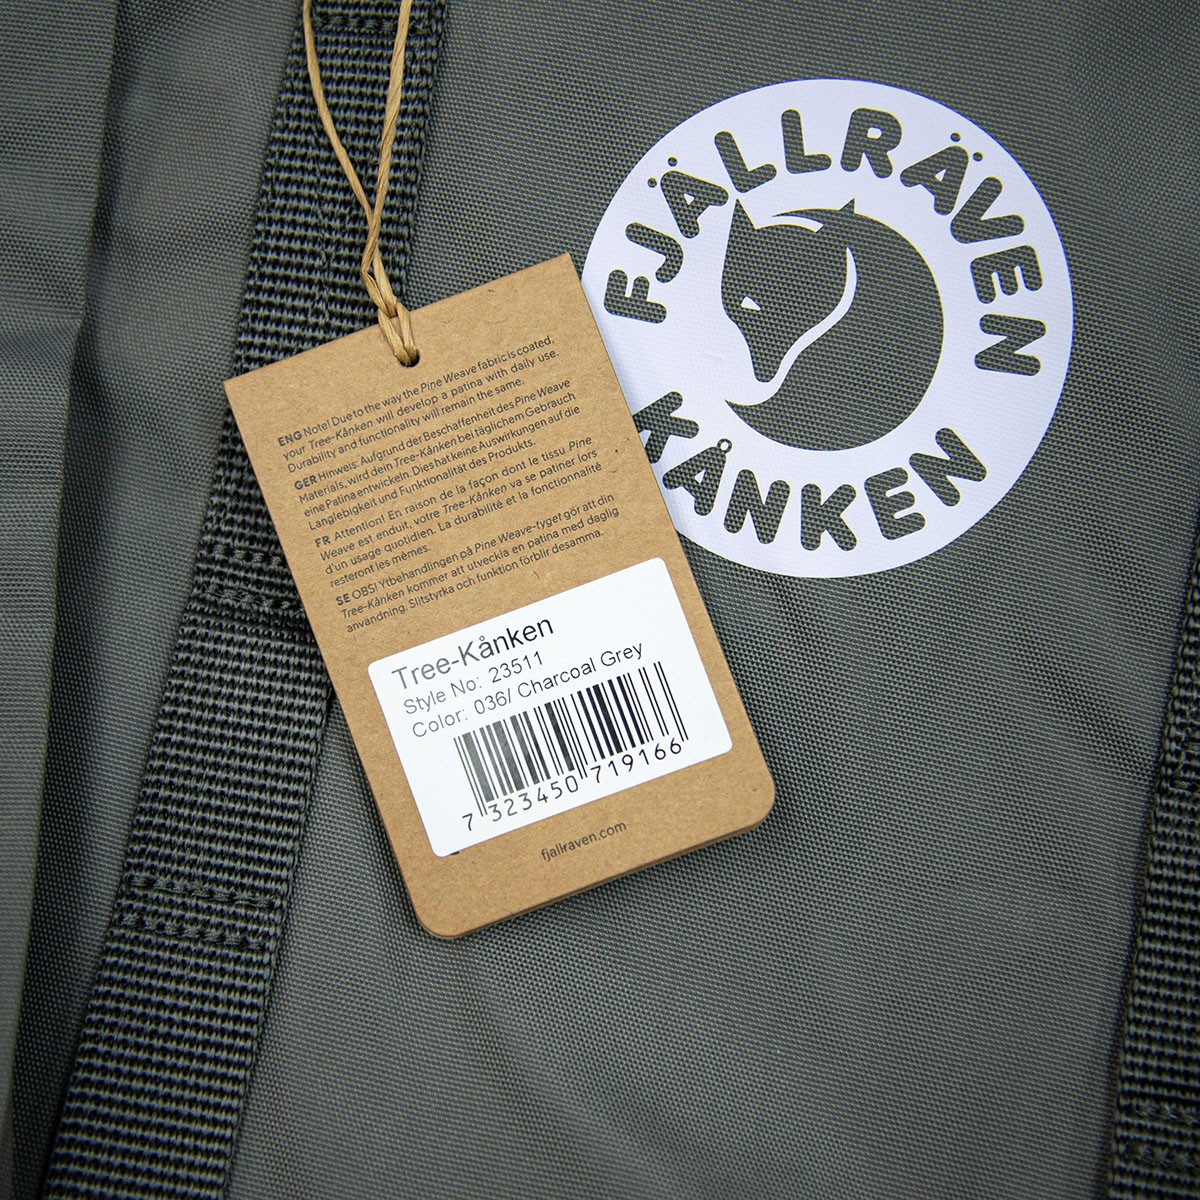 FJÄLLRÄVEN
KÅNKEN
ENG Note! Due to the way the Pine Weave fabric is coated,
your Tree-Kånken will develop a patina with daily use.
Durability and functionality will remain the same.
GER Hinweis: Aufgrund der Beschaffenheit des Pine Weave
Materials, wird dein Tree-Kånken bei täglichem Gebrauch
eine Patina entwickeln. Dies hat keine Auswirkungen auf die
Langlebigkeit und Funktionalität des Produkts.
FR Attention! En raison de la façon dont le tissu Pine
Weave est enduit, votre Tree-Kånken va se patiner lors
d'un usage quotidien. La durabilité et la fonctionnalité
resteront les mêmes.
SE OBS! Ytbehandlingen på Pine Weave-tyget gör att din
Tree-Kånken kommer att utveckla en patina med daglig
användning. Slitstyrka och funktion förblir desamma.
Tree-Kånken
Style No: 23511
Color: 036/ Charcoal Grey
7 323450 719166
fjallraven.com